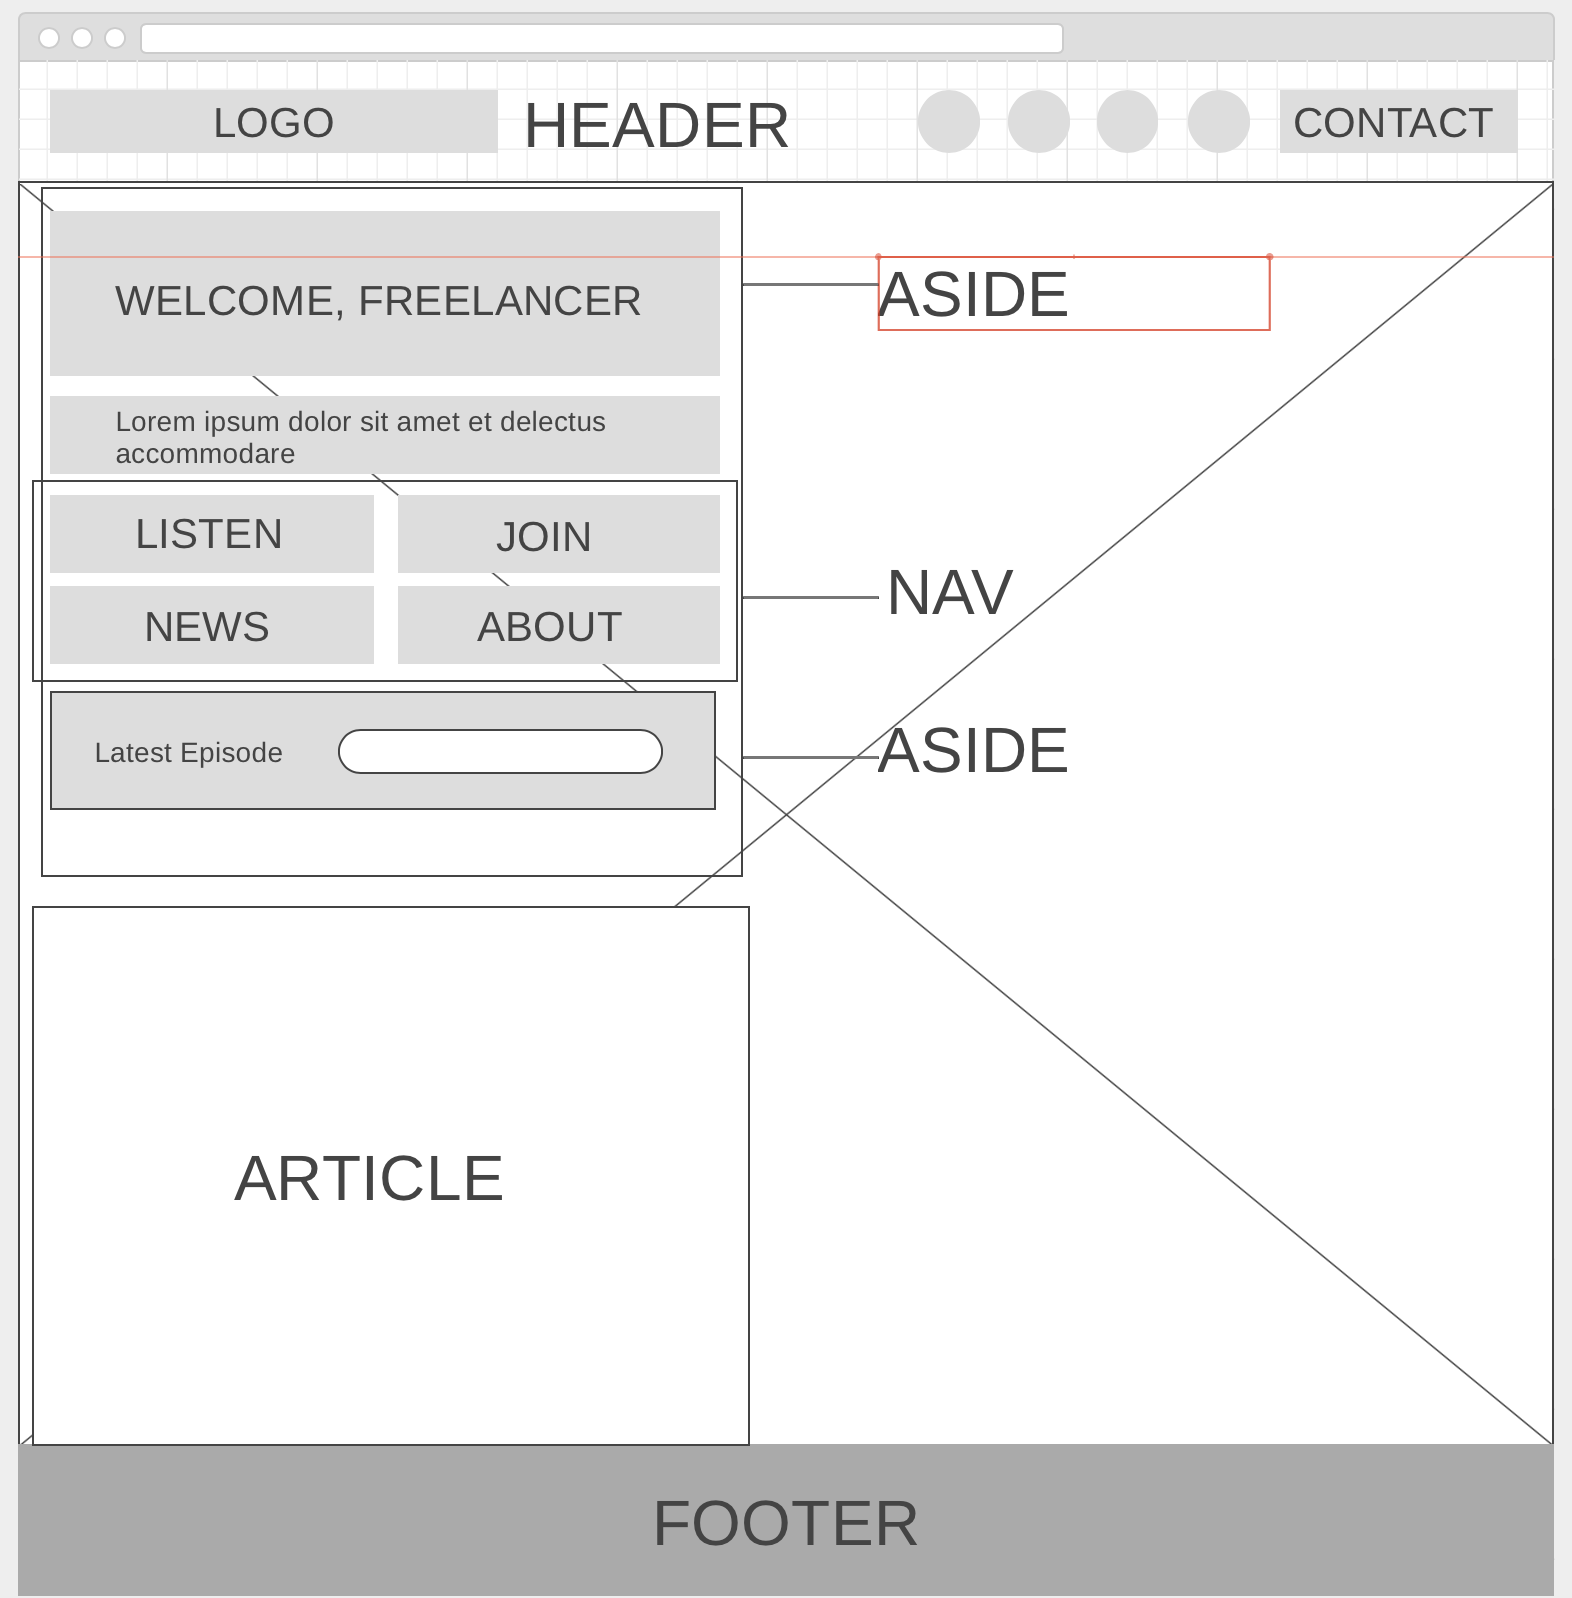 LOGO
HEADER
CONTACT
WELCOME, FREELANCER
ASIDE
Lorem ipsum dolor sit amet et delectus
accommodare
LISTEN
JOIN
NEWS
ABOUT
NAV
Latest Episode
ASIDE
ARTICLE
FOOTER